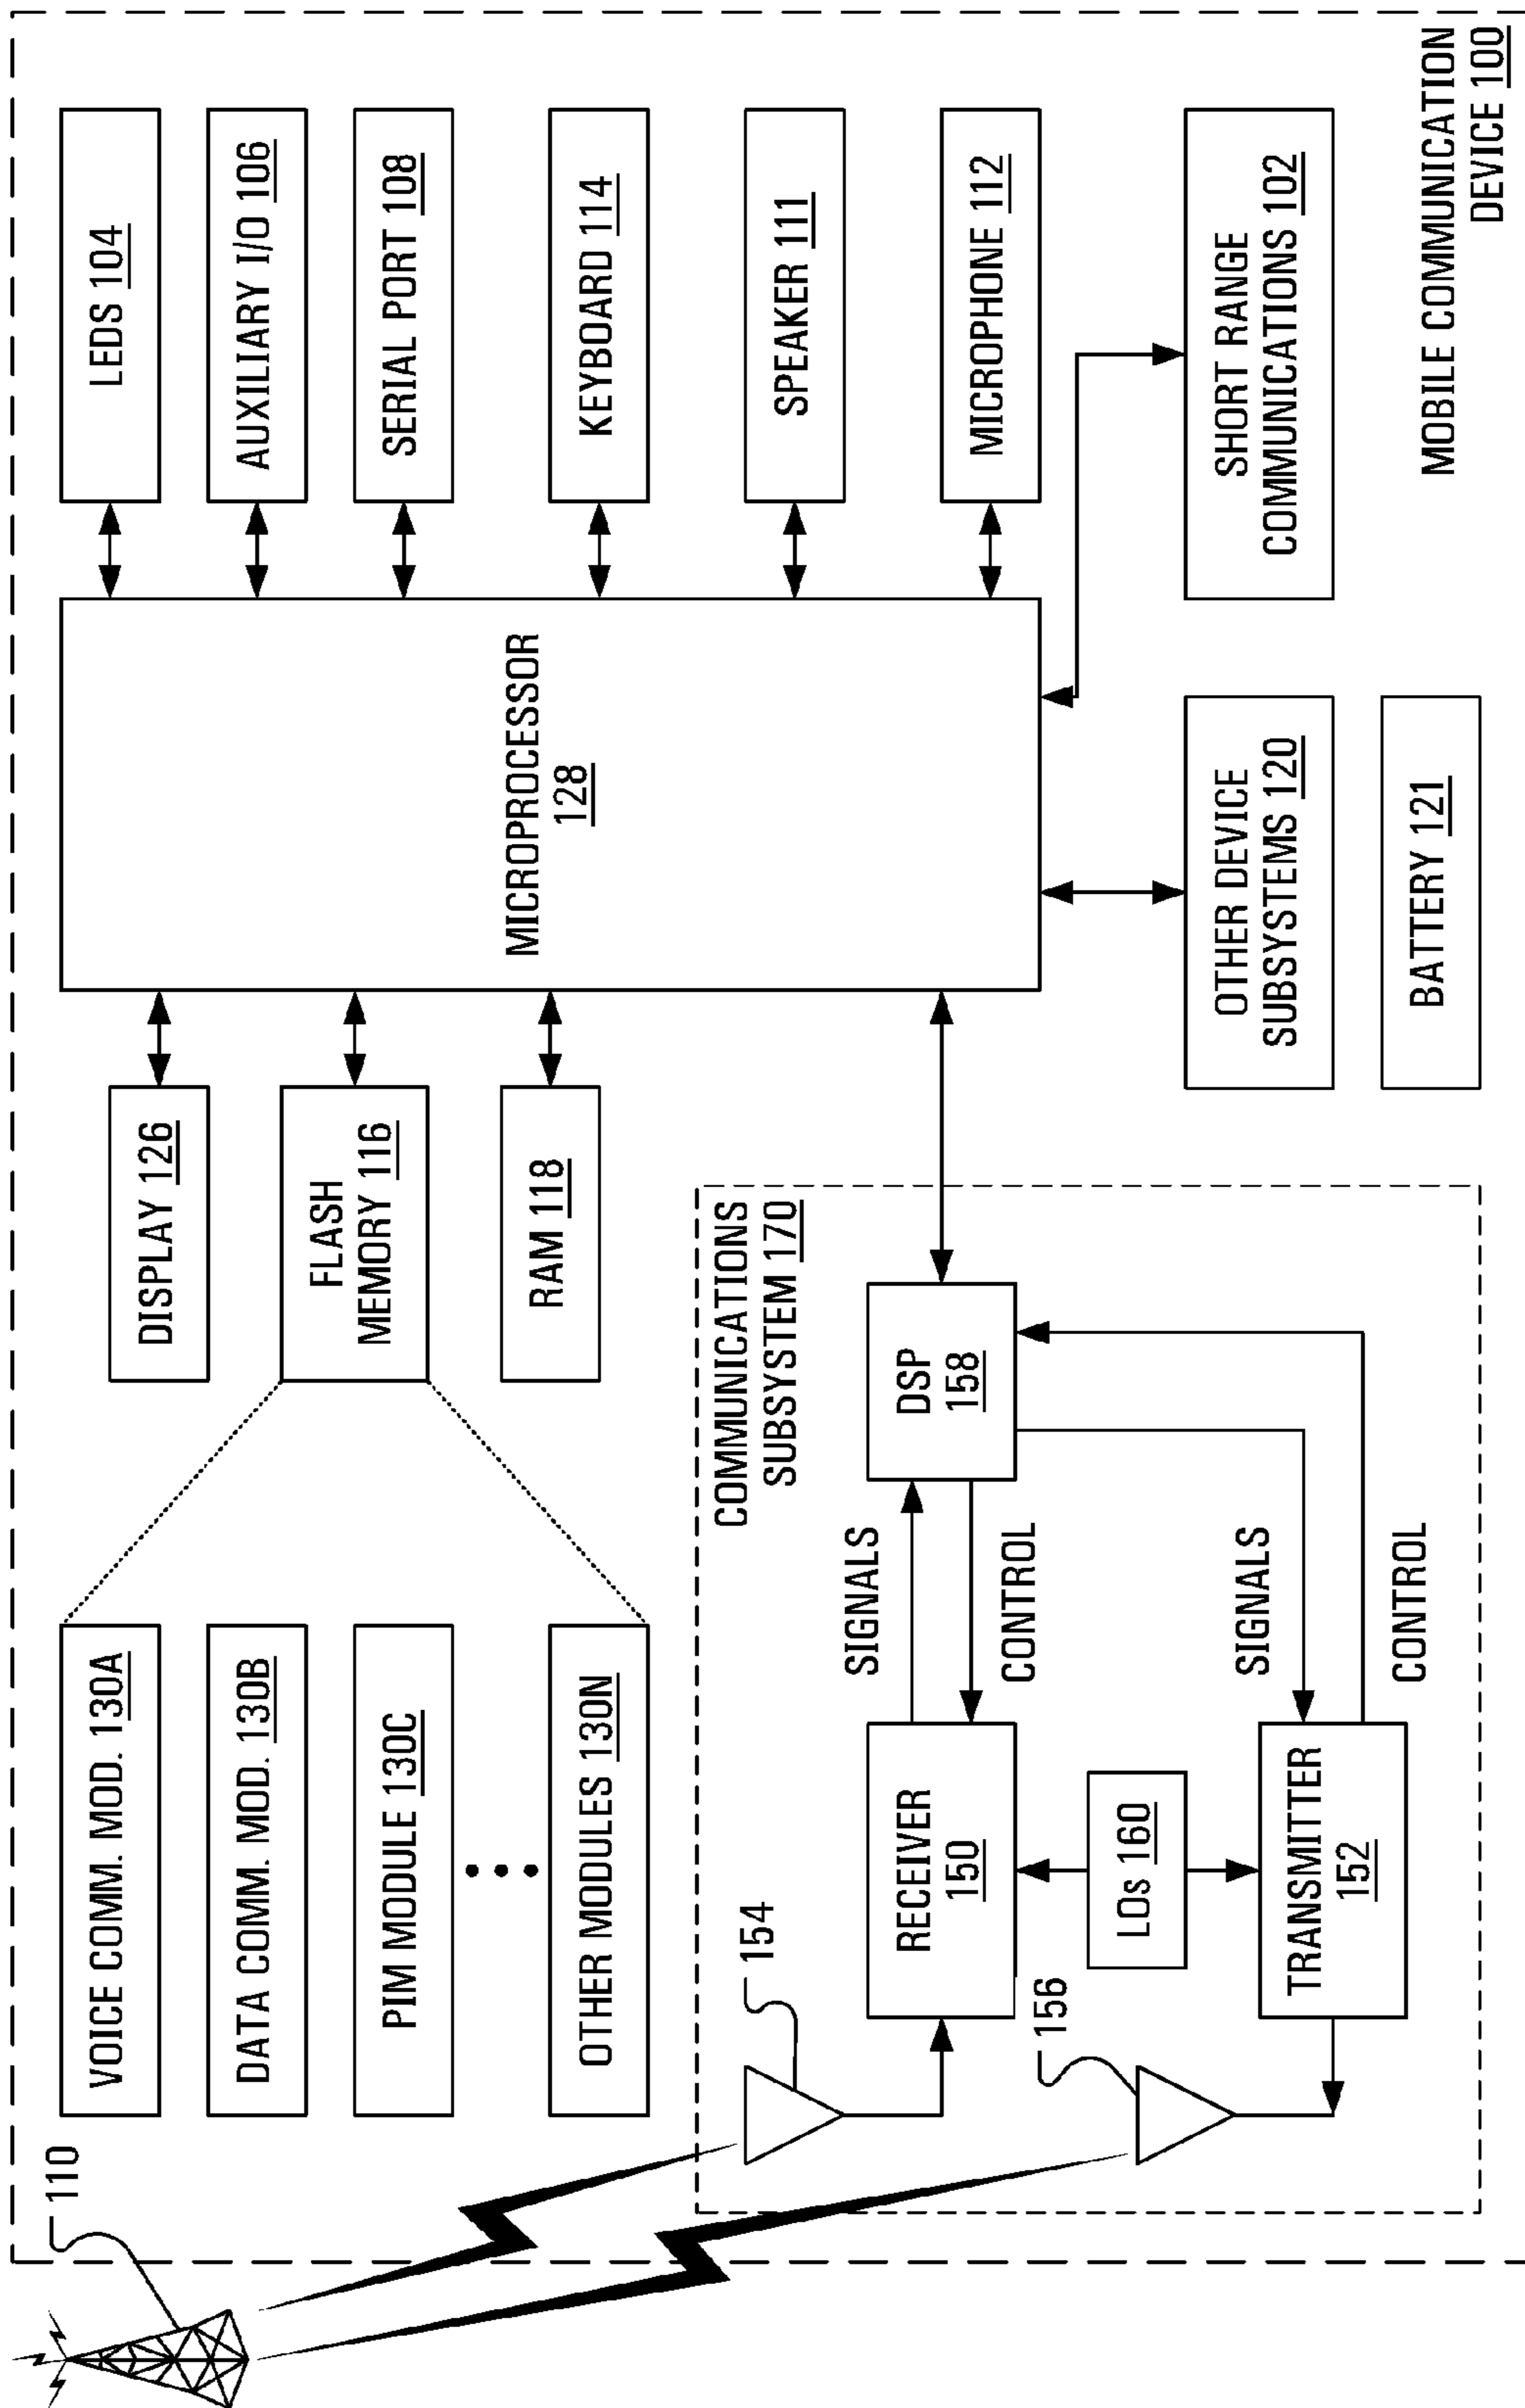 110
VOICE COMM. MOD. 130A
DATA COMM. MOD. 130B
PIM MODULE 130C
OTHER MODULES 130N
DISPLAY 126
FLASH
MEMORY 116
RAM 118
MICROPROCESSOR
128
LEDS 104
AUXILIARY I/O 106
SERIAL PORT 108
KEYBOARD 114
SPEAKER 111
MICROPHONE 112
COMMUNICATIONS
SUBSYSTEM 170
154
RECEIVER
150
SIGNALS
CONTROL
DSP
158
156
LOs 160
TRANSMITTER
152
SIGNALS
CONTROL
OTHER DEVICE
SUBSYSTEMS 120
BATTERY 121
SHORT RANGE
COMMUNICATIONS 102
MOBILE COMMUNICATION
DEVICE 100